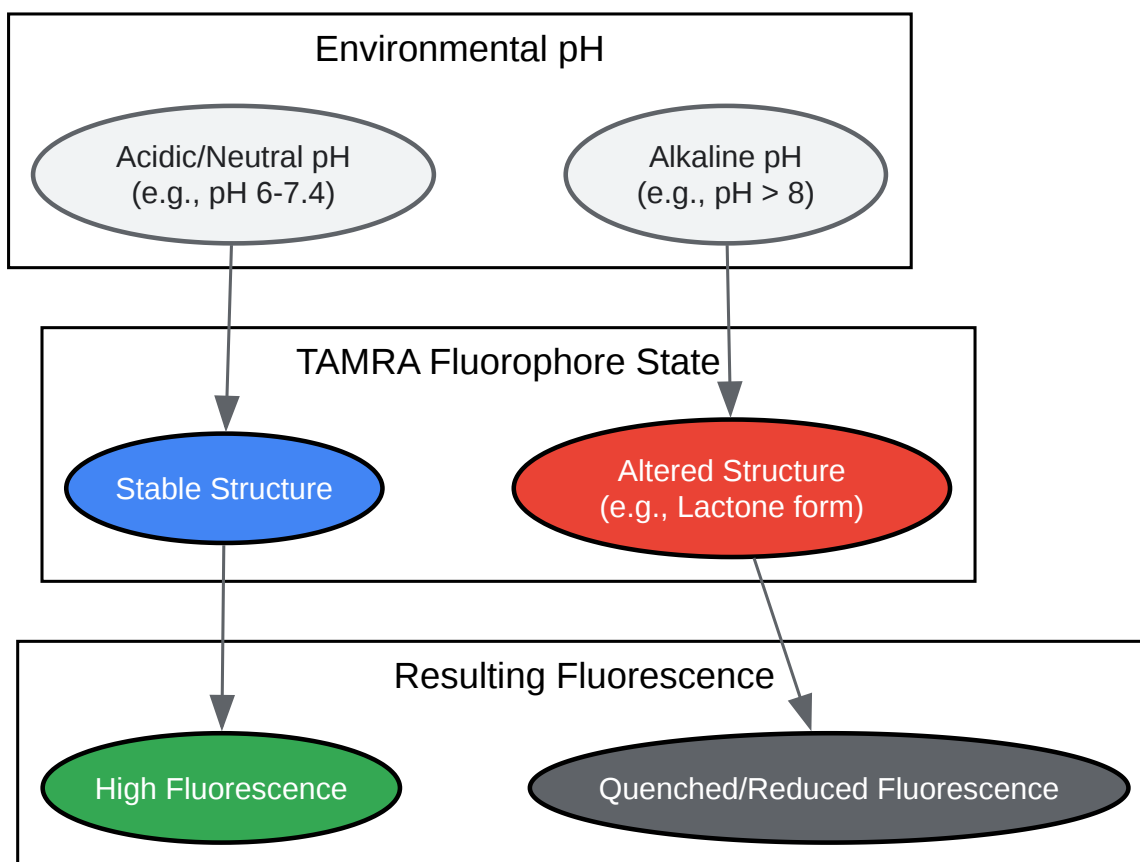 Environmental pH
Acidic/Neutral pH
(e.g., pH 6-7.4)
Alkaline pH
(e.g., pH > 8)
TAMRA Fluorophore State
Stable Structure
Altered Structure
(e.g., Lactone form)
Resulting Fluorescence
High Fluorescence
Quenched/Reduced Fluorescence